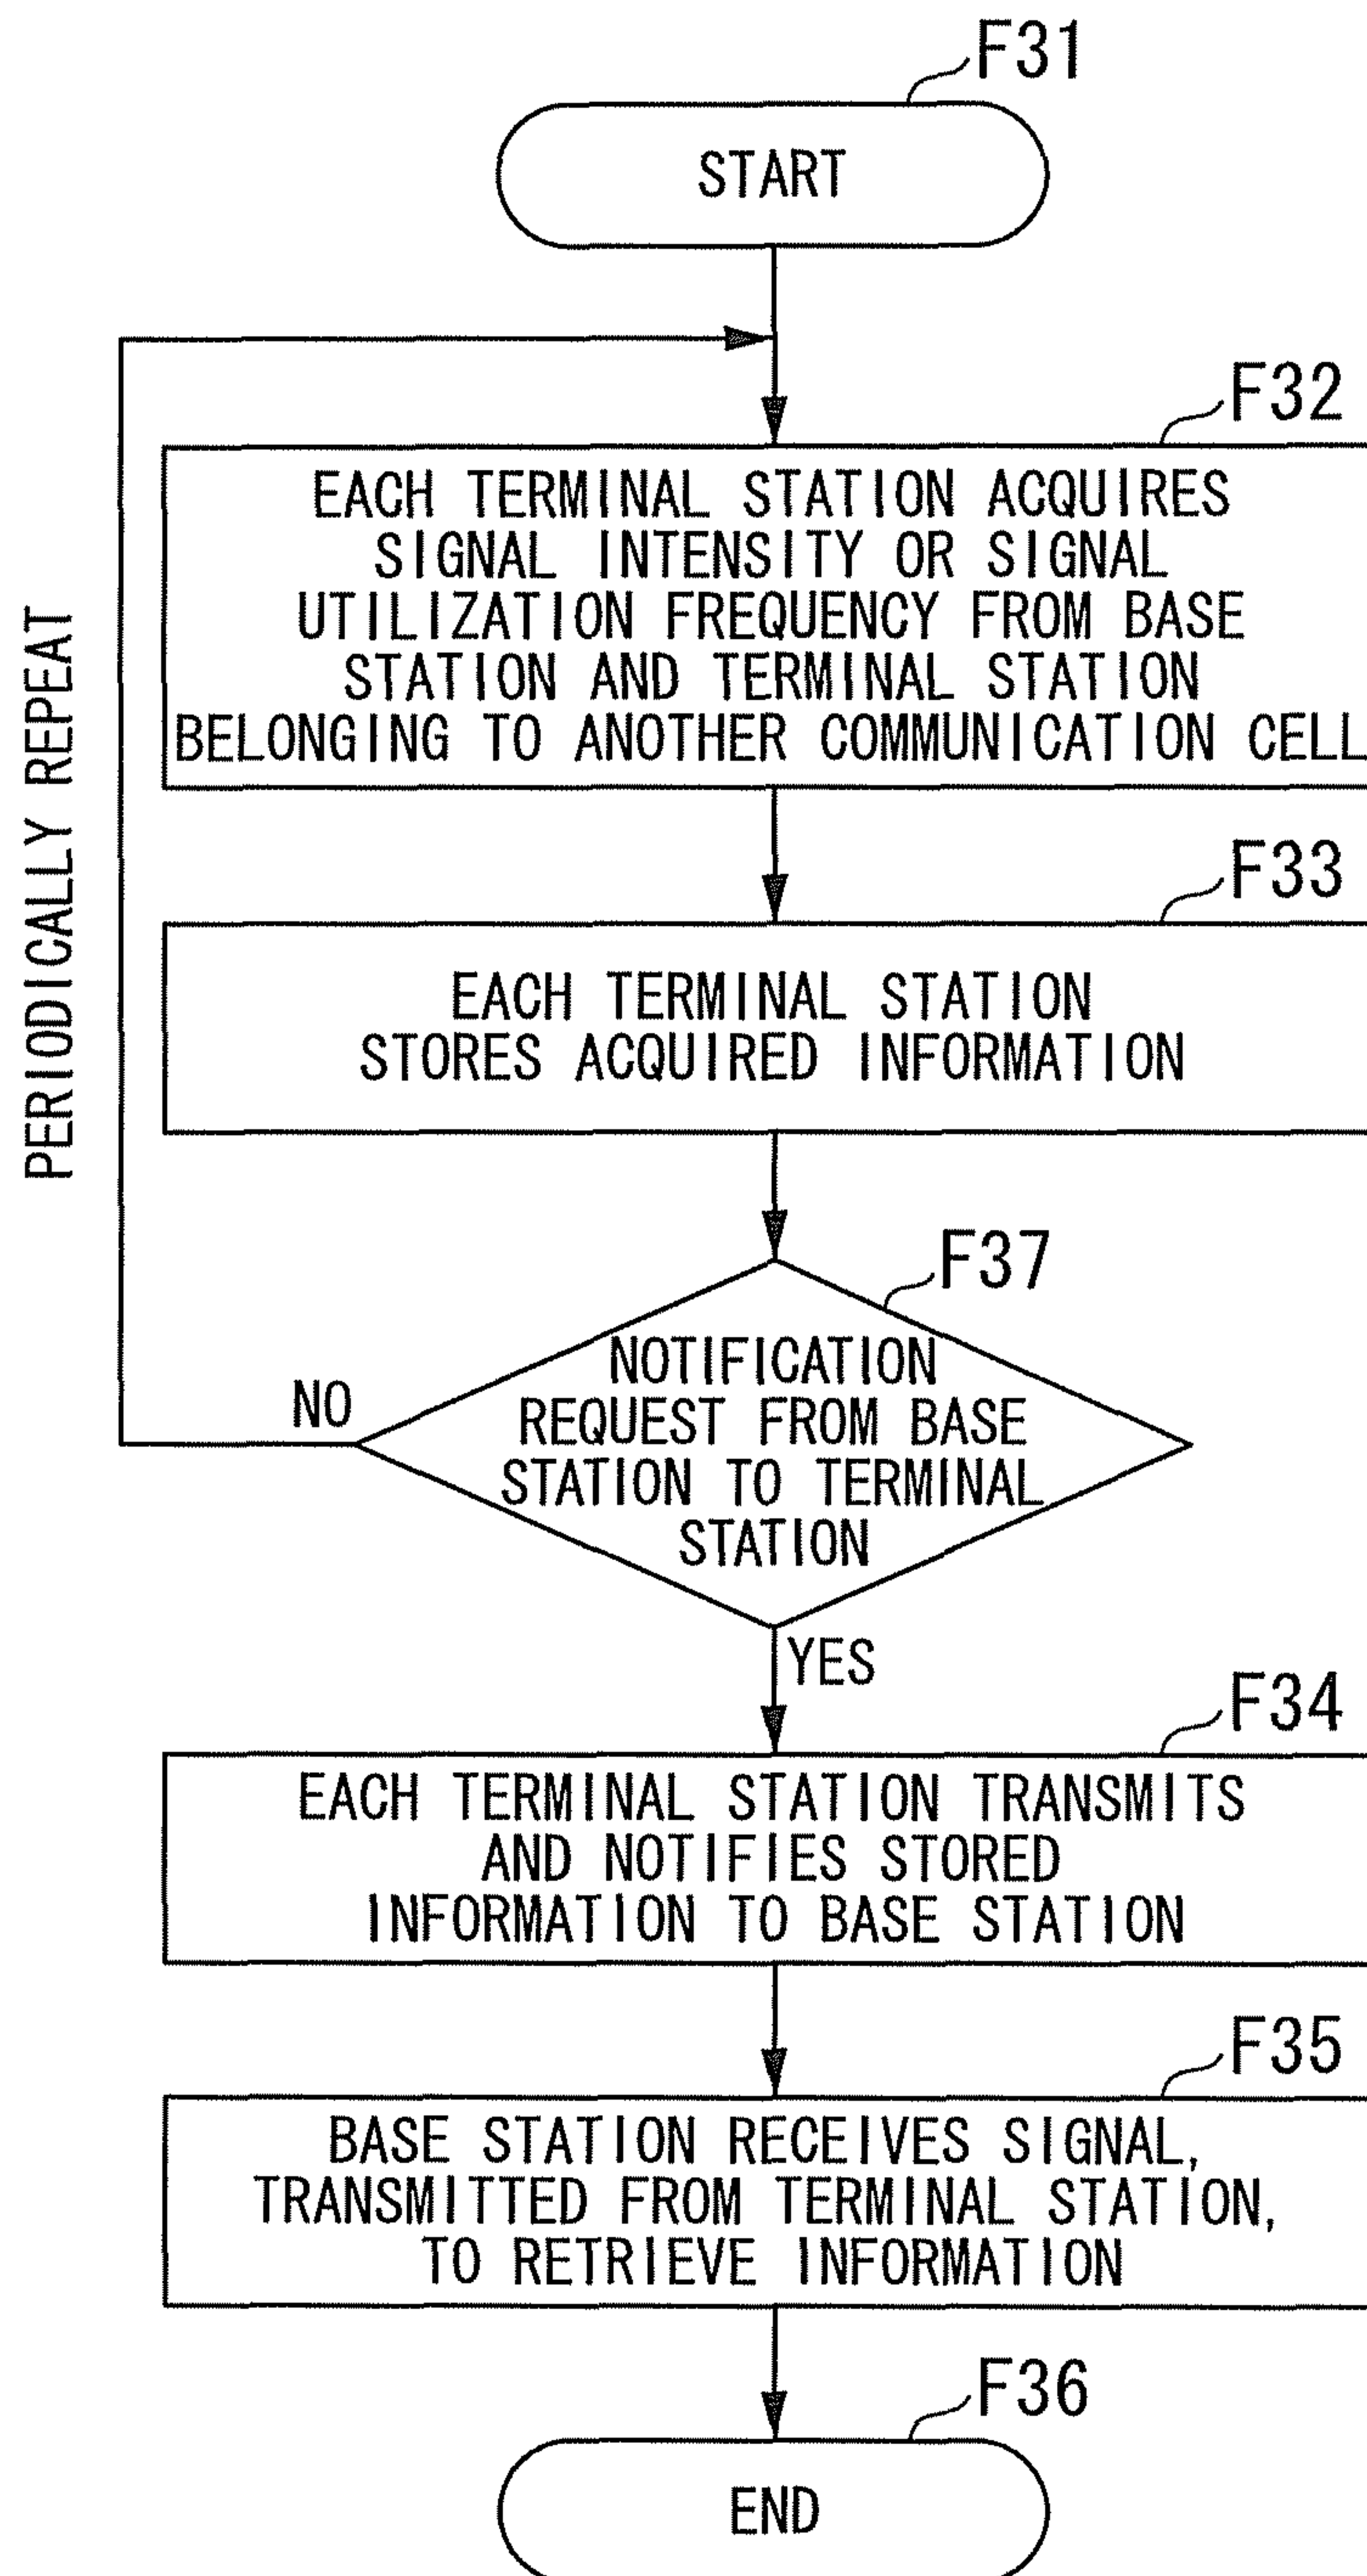 F31
START
F32
EACH TERMINAL STATION ACQUIRES
SIGNAL INTENSITY OR SIGNAL
UTILIZATION FREQUENCY FROM BASE
STATION AND TERMINAL STATION
BELONGING TO ANOTHER COMMUNICATION CELL
PERIODICALLY REPEAT
F33
EACH TERMINAL STATION
STORES ACQUIRED INFORMATION
F37
NOTIFICATION
REQUEST FROM BASE
STATION TO TERMINAL
STATION
NO
YES
F34
EACH TERMINAL STATION TRANSMITS
AND NOTIFIES STORED
INFORMATION TO BASE STATION
F35
BASE STATION RECEIVES SIGNAL,
TRANSMITTED FROM TERMINAL STATION,
TO RETRIEVE INFORMATION
F36
END